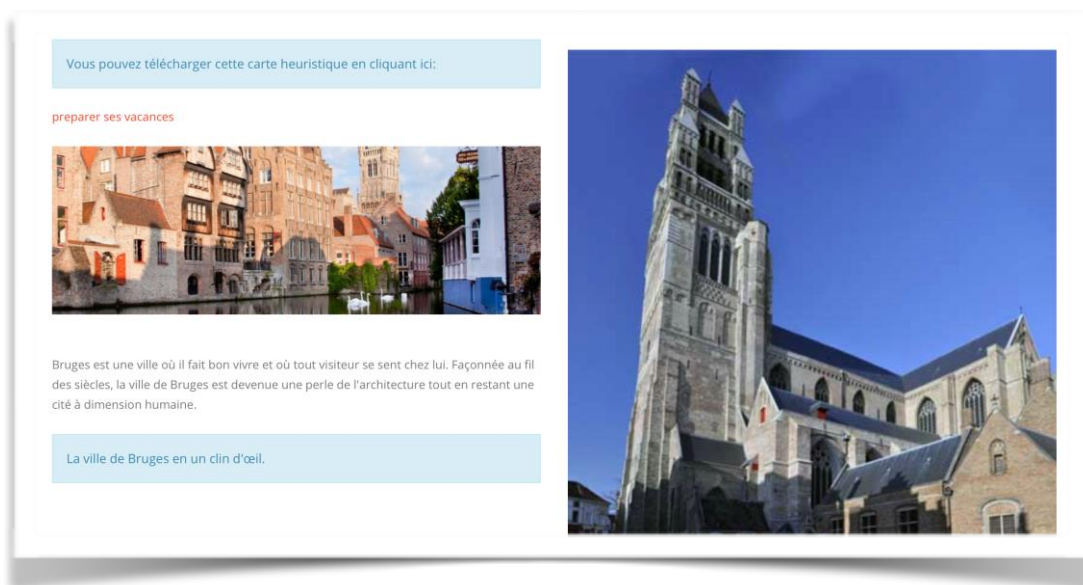 Vous pouvez télécharger cette carte heuristique en cliquant ici:
preparer ses vacances
Bruges est une ville où il fait bon vivre et où tout visiteur se sent chez lui. Façonnée au fil
des siècles, la ville de Bruges est devenue une perle de l'architecture tout en restant une
cité à dimension humaine.
La ville de Bruges en un clin d'œil.